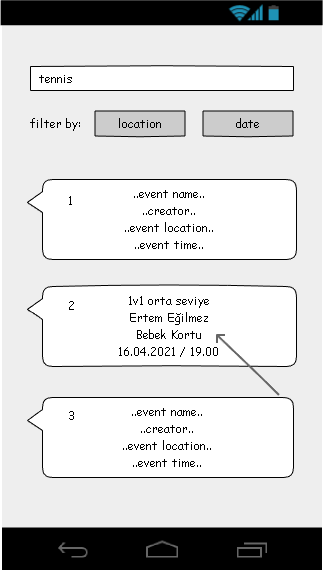 tennis
filter by: location date
1
..event name..
..creator..
..event location..
..event time..
2
1v1 orta seviye
Ertem Eğilmez
Bebek Kortu
16.04.2021 / 19.00
3
..event name..
..creator..
..event location..
..event time..